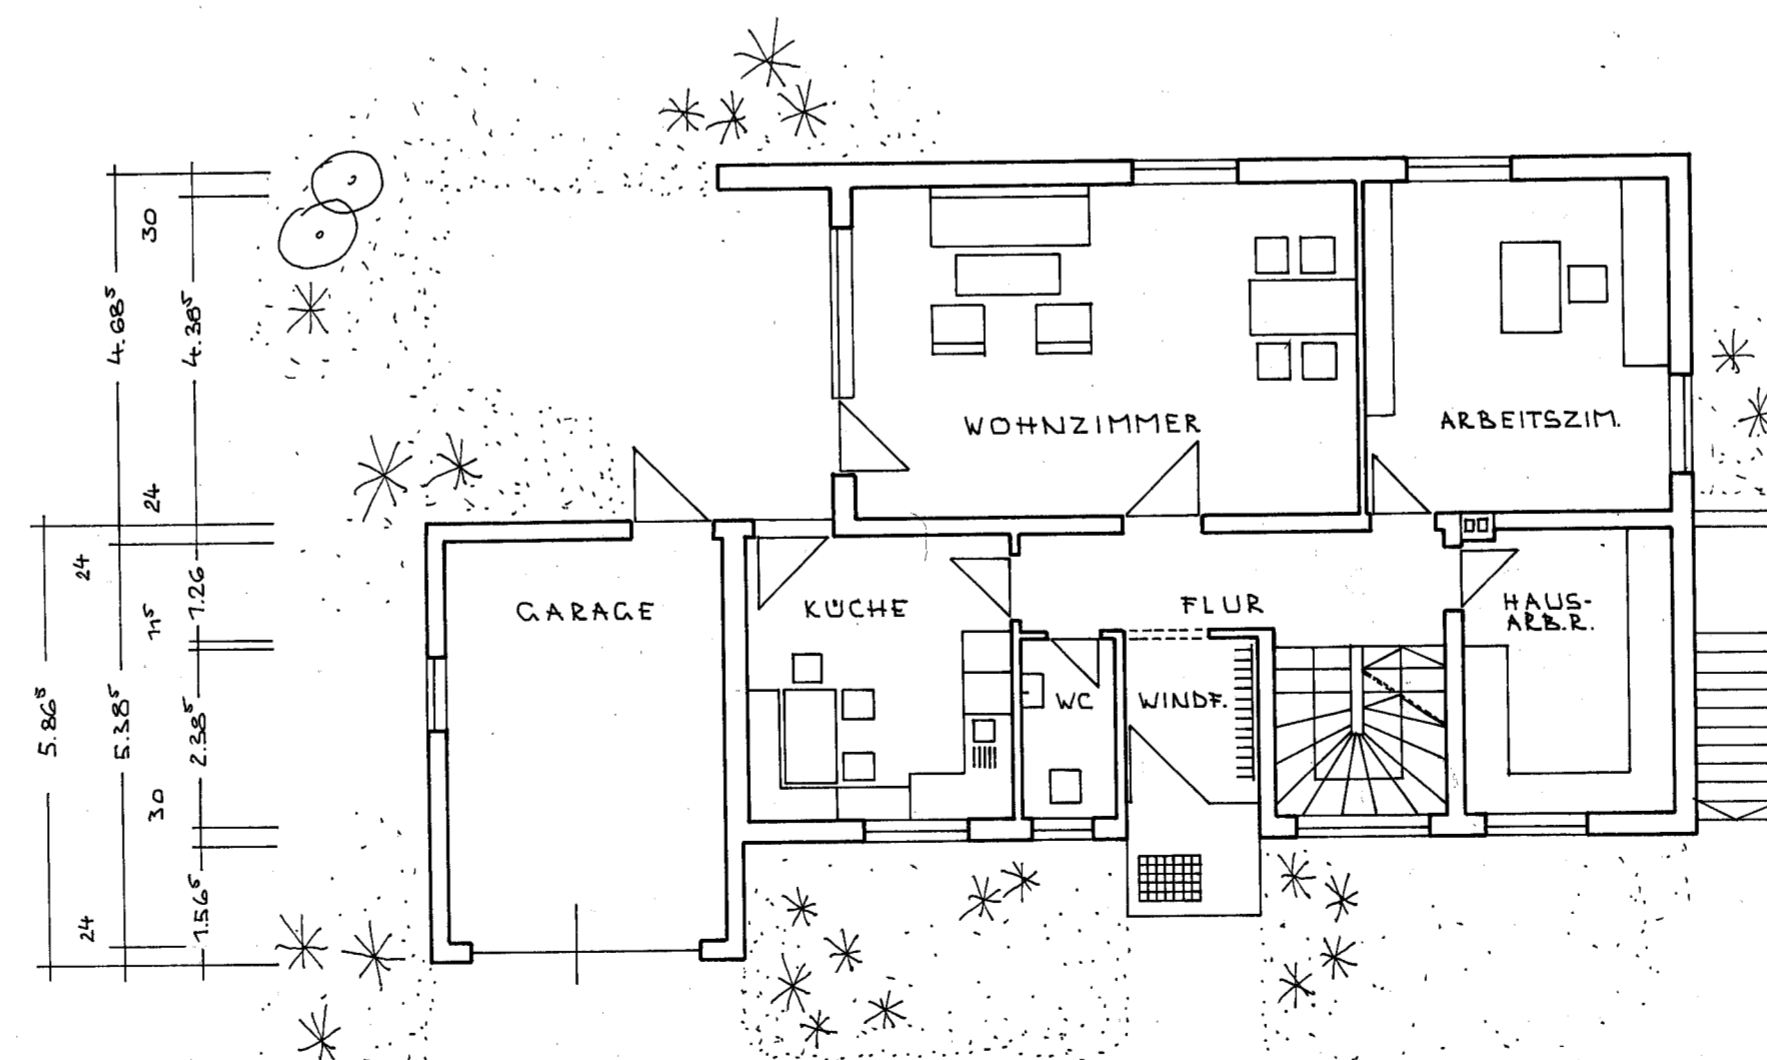 30
4.68⁵
4.38⁵
WOHNZIMMER
ARBEITSZIM.
24
24
1.26
11⁵
GARAGE
KÜCHE
FLUR
HAUS-
ARB.R.
5.86⁵
5.38⁵
2.38⁵
WC
WINDF.
30
1.56⁵
24